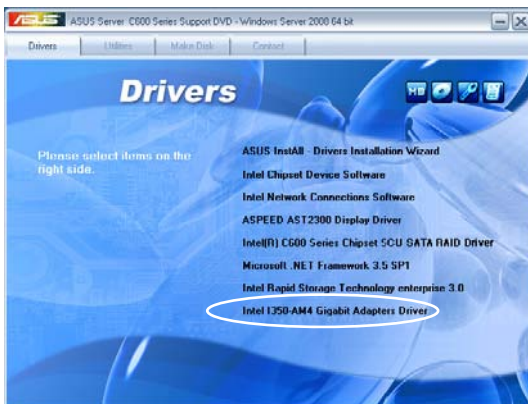 ASUS
ASUS Server C600 Series Support DVD - Windows Server 2008 64 bit
Drivers Utilities Make Disk Contact
Drivers
MB
Please select items on the
right side.
ASUS InstAll - Drivers Installation Wizard
Intel Chipset Device Software
Intel Network Connections Software
ASPEED AST2300 Display Driver
Intel(R) C600 Series Chipset SCU SATA RAID Driver
Microsoft .NET Framework 3.5 SP1
Intel Rapid Storage Technology enterprise 3.0
Intel I350-AM4 Gigabit Adapters Driver